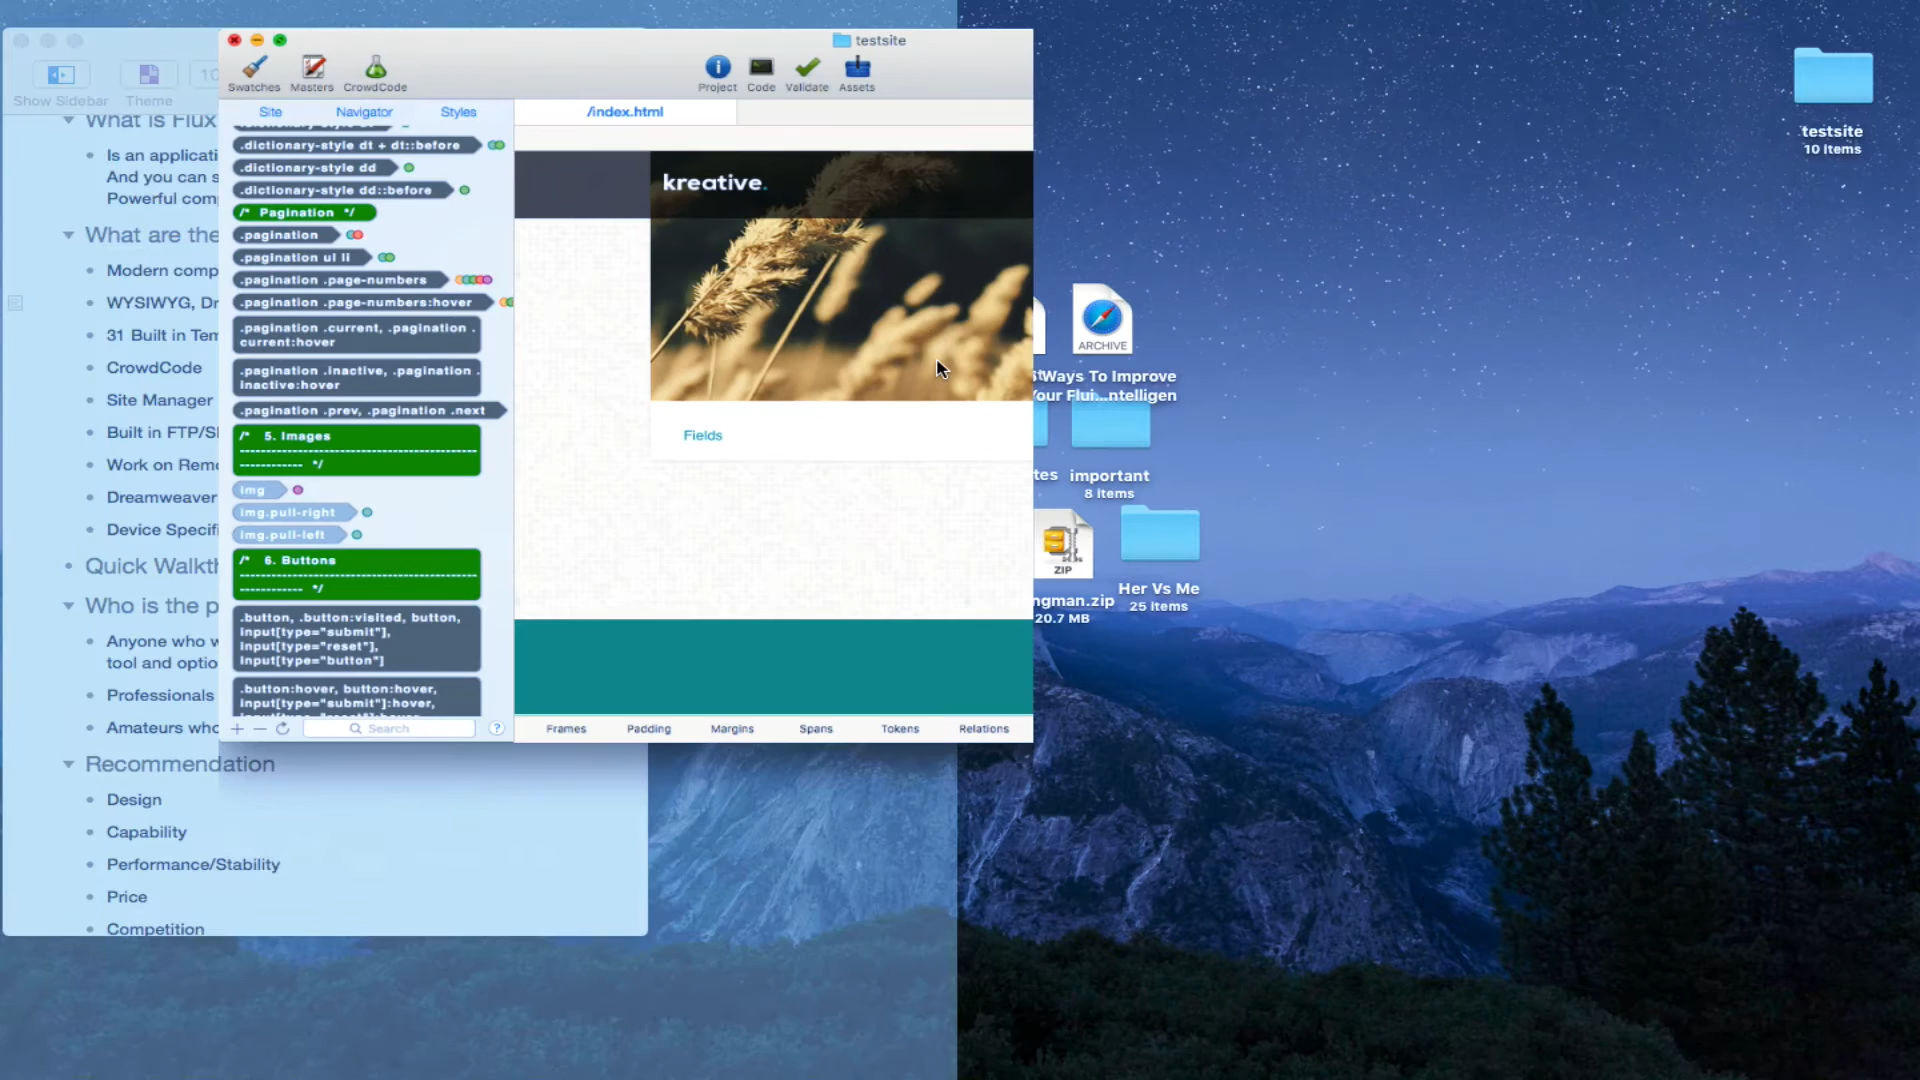 Show Sidebar
Theme
10
What is Flux
Is an applicati
And you can s
Powerful com
What are the
Modern comp
WYSIWYG, Dr
31 Built in Tem
CrowdCode
Site Manager
Built in FTP/S
Work on Remo
Dreamweaver
Device Specifi
Quick Walkth
Who is the p
Anyone who w
tool and optio
Professionals
Amateurs who
Recommendation
Design
Capability
Performance/Stability
Price
Competition
testsite
Swatches
Masters
CrowdCode
Project
Code
Validate
Assets
Site
Navigator
Styles
/index.html
.dictionary-style dt + dt::before
.dictionary-style dd
.dictionary-style dd::before
/* Pagination */
.pagination
.pagination ul li
.pagination .page-numbers
.pagination .page-numbers:hover
.pagination .current, .pagination .
current:hover
.pagination .inactive, .pagination .
inactive:hover
.pagination .prev, .pagination .next
/* 5. Images
------------ */
img
img.pull-right
img.pull-left
/* 6. Buttons
------------ */
.button, .button:visited, button,
input[type="submit"],
input[type="reset"],
input[type="button"]
.button:hover, button:hover,
input[type="submit"]:hover,
Search
?
kreative.
Fields
Frames
Padding
Margins
Spans
Tokens
Relations
testsite
10 items
ARCHIVE
Ways To Improve
Your Flui...ntelligen
tes
important
8 items
ZIP
ngman.zip
20.7 MB
Her Vs Me
25 items